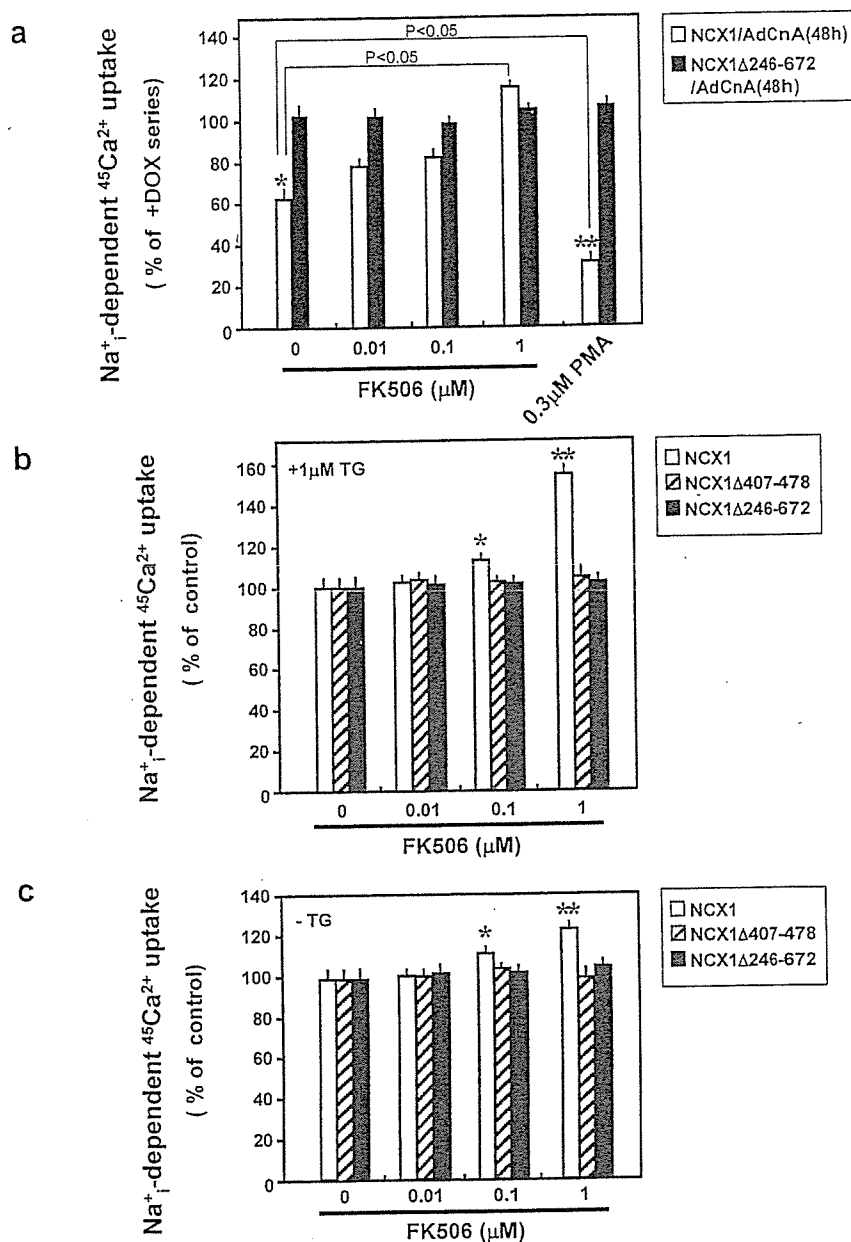 a
Na⁺ᵢ-dependent ⁴⁵Ca²⁺ uptake
( % of +DOX series)
140
120
100
80
60
40
20
0
P<0.05
P<0.05
*
**
0
0.01
0.1
1
0.3μM PMA
FK506 (μM)
NCX1/AdCnA(48h)
NCX1Δ246-672
/AdCnA(48h)
b
Na⁺ᵢ-dependent ⁴⁵Ca²⁺ uptake
( % of control)
160
140
120
100
80
60
40
20
0
+1μM TG
*
**
0
0.01
0.1
1
FK506 (μM)
NCX1
NCX1Δ407-478
NCX1Δ246-672
c
Na⁺ᵢ-dependent ⁴⁵Ca²⁺ uptake
( % of control)
140
120
100
80
60
40
20
0
- TG
*
**
0
0.01
0.1
1
FK506 (μM)
NCX1
NCX1Δ407-478
NCX1Δ246-672